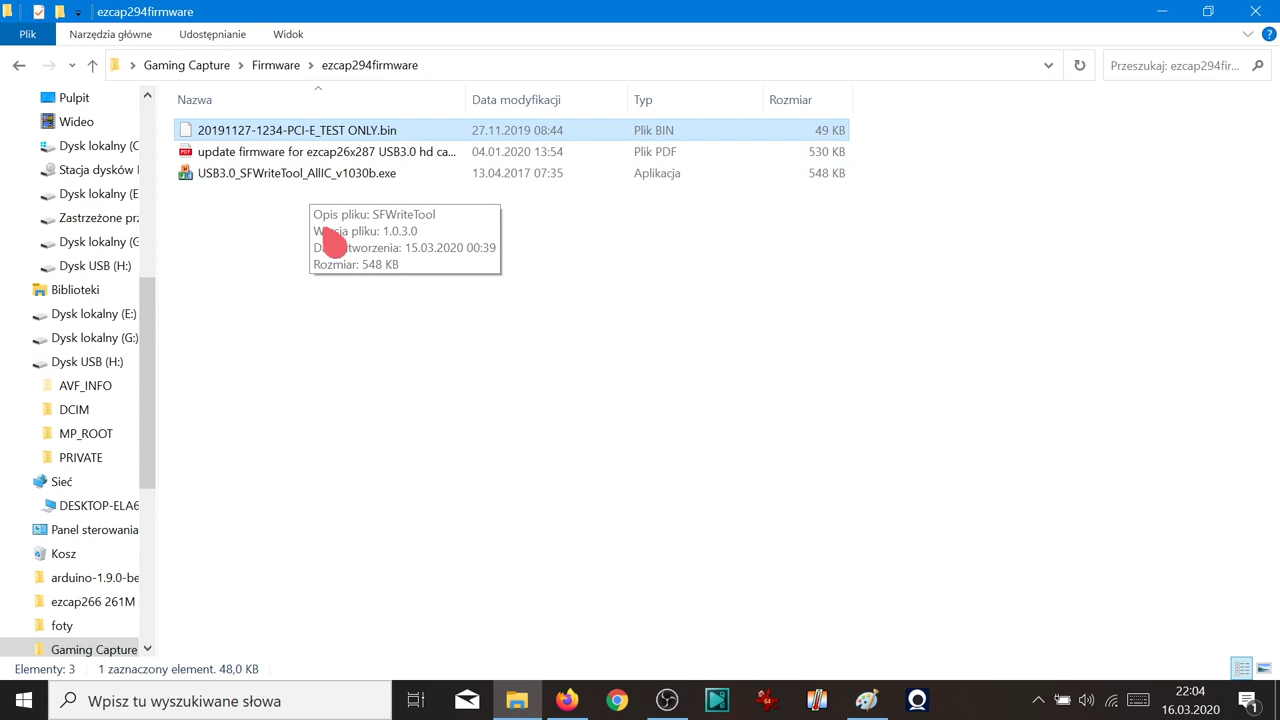 ezcap294firmware
Plik
Narzędzia główne
Udostępnianie
Widok
Gaming Capture
Firmware
ezcap294firmware
Przeszukaj: ezcap294fir...
Nazwa
Data modyfikacji
Typ
Rozmiar
20191127-1234-PCI-E_TEST ONLY.bin
27.11.2019 08:44
Plik BIN
49 KB
update firmware for ezcap26x287 USB3.0 hd ca...
04.01.2020 13:54
Plik PDF
530 KB
USB3.0_SFWriteTool_AllIC_v1030b.exe
13.04.2017 07:35
Aplikacja
548 KB
Opis pliku: SFWriteTool
pliku: 1.0.3.0
15.03.2020 00:39
Rozmiar: 548 KB
Pulpit
Wideo
Dysk lokalny (C
Stacja dysków
Dysk lokalny (E
Zastrzeżone prz
Dysk lokalny (G
Dysk USB (H:)
Biblioteki
Dysk lokalny (E:)
Dysk lokalny (G:)
Dysk USB (H:)
AVF_INFO
DCIM
MP_ROOT
PRIVATE
Sieć
DESKTOP-ELA6
Panel sterowania
Kosz
arduino-1.9.0-be
ezcap266 261M
foty
Gaming Capture
Elementy: 3
1 zaznaczony element. 48,0 KB
Wpisz tu wyszukiwane słowa
22:04
16.03.2020